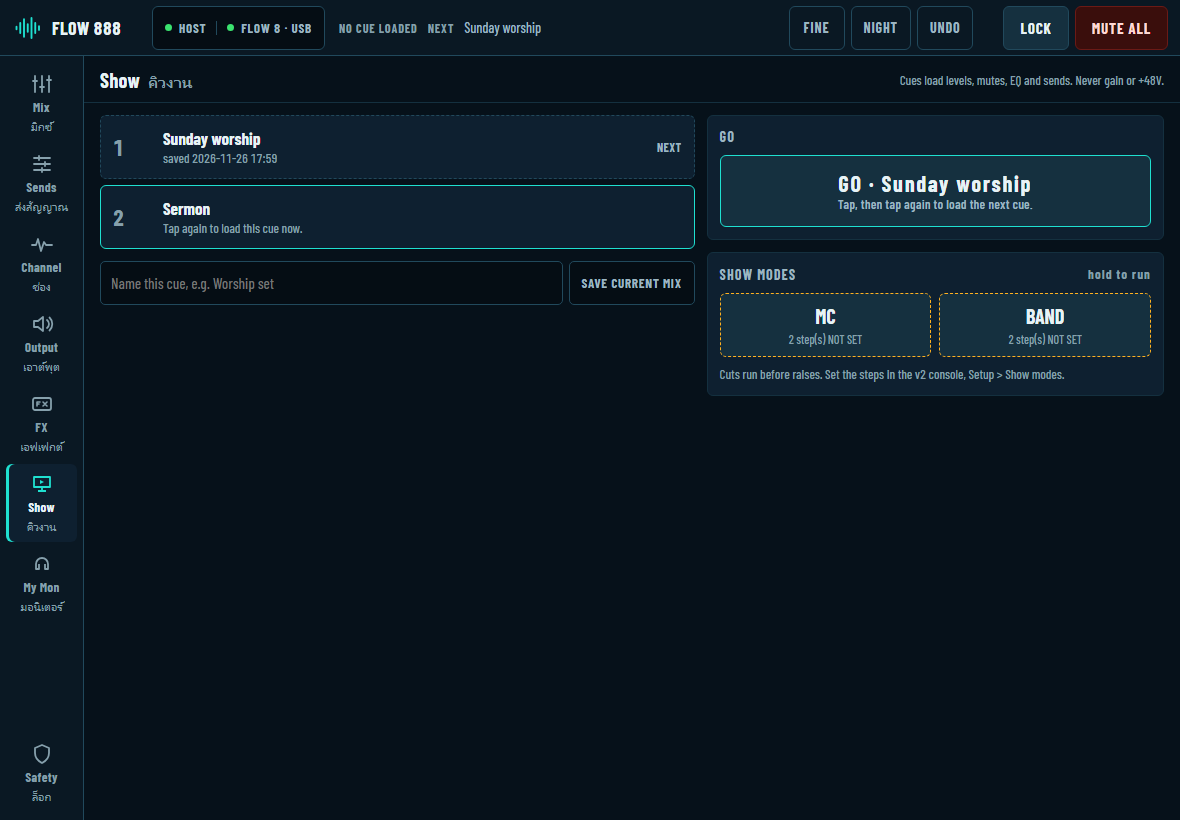 FLOW 888
HOST
FLOW 8 · USB
NO CUE LOADED NEXT Sunday worship
FINE
NIGHT
UNDO
LOCK
MUTE ALL
Mix
มิกซ์
Sends
ส่งสัญญาณ
Channel
ช่อง
Output
เอาต์พุต
FX
FX
เอฟเฟกต์
Show
คิวงาน
My Mon
มอนิเตอร์
Safety
ล็อก
Show คิวงาน
Cues load levels, mutes, EQ and sends. Never gain or +48V.
1
Sunday worship
saved 2026-11-26 17:59
NEXT
2
Sermon
Tap again to load this cue now.
Name this cue, e.g. Worship set
SAVE CURRENT MIX
GO
GO · Sunday worship
Tap, then tap again to load the next cue.
SHOW MODES
hold to run
MC
2 step(s) NOT SET
BAND
2 step(s) NOT SET
Cuts run before raises. Set the steps in the v2 console, Setup > Show modes.